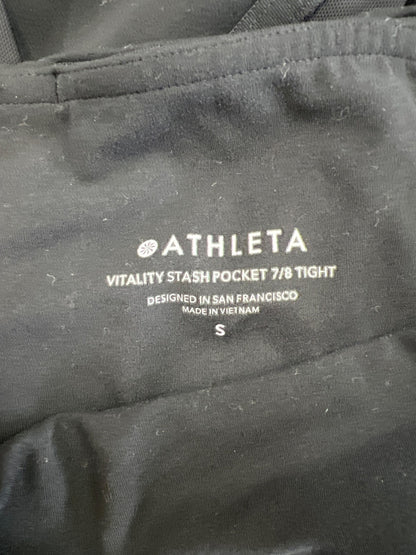 ATHLETA
VITALITY STASH POCKET 7/8 TIGHT
DESIGNED IN SAN FRANCISCO
MADE IN VIETNAM
S